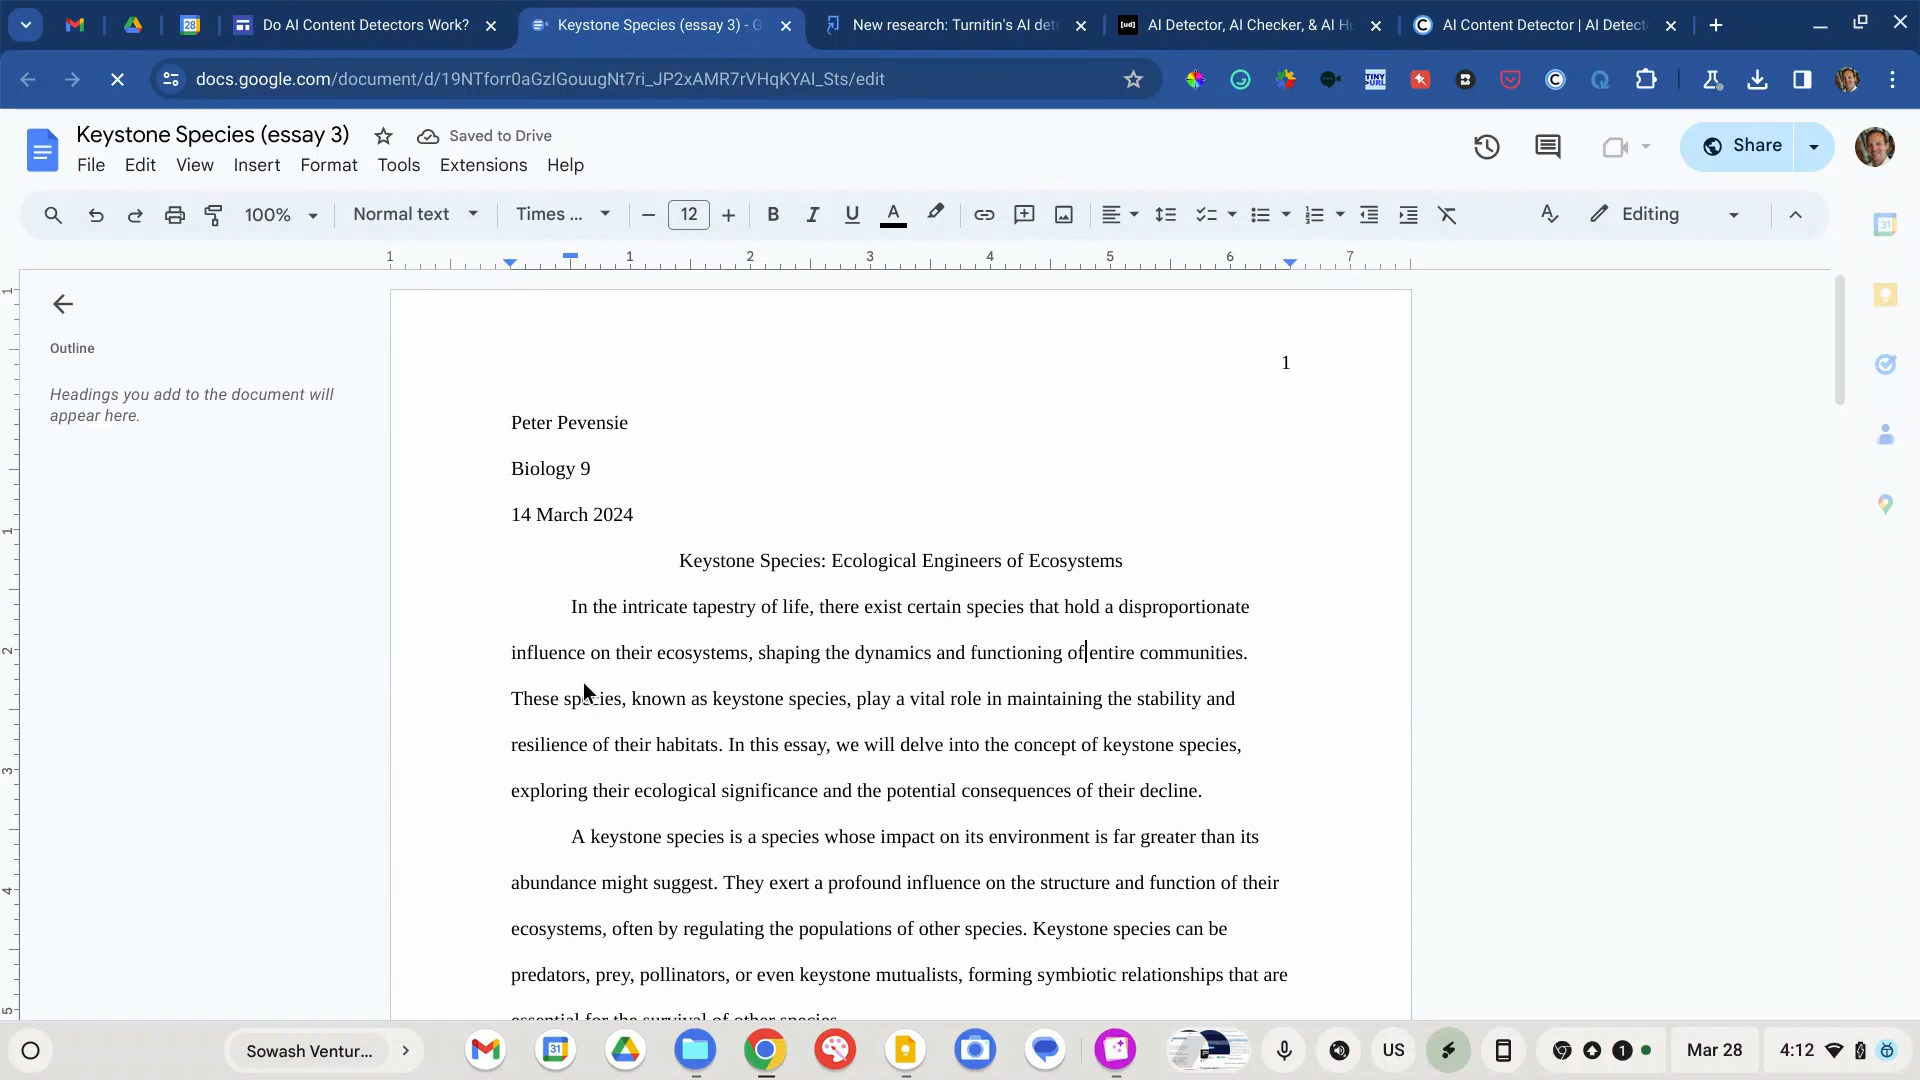 Do AI Content Detectors Work?
Keystone Species (essay 3) - G
New research: Turnitin's AI det
AI Detector, AI Checker, & AI Hu
AI Content Detector | AI Detect
docs.google.com/document/d/19NTforr0aGzIGouugNt7ri_JP2xAMR7rVHqKYAI_Sts/edit
Keystone Species (essay 3)
Saved to Drive
File Edit View Insert Format Tools Extensions Help
Share
100% Normal text Times ... 12 B I U A Editing
1 1 2 3 4 5 6 7
Outline
Headings you add to the document will
appear here.
1
Peter Pevensie
Biology 9
14 March 2024
Keystone Species: Ecological Engineers of Ecosystems
In the intricate tapestry of life, there exist certain species that hold a disproportionate
influence on their ecosystems, shaping the dynamics and functioning of entire communities.
These species, known as keystone species, play a vital role in maintaining the stability and
resilience of their habitats. In this essay, we will delve into the concept of keystone species,
exploring their ecological significance and the potential consequences of their decline.
A keystone species is a species whose impact on its environment is far greater than its
abundance might suggest. They exert a profound influence on the structure and function of their
ecosystems, often by regulating the populations of other species. Keystone species can be
predators, prey, pollinators, or even keystone mutualists, forming symbiotic relationships that are
essential for the survival of other species.
Sowash Ventur...
US
1
Mar 28
4:12